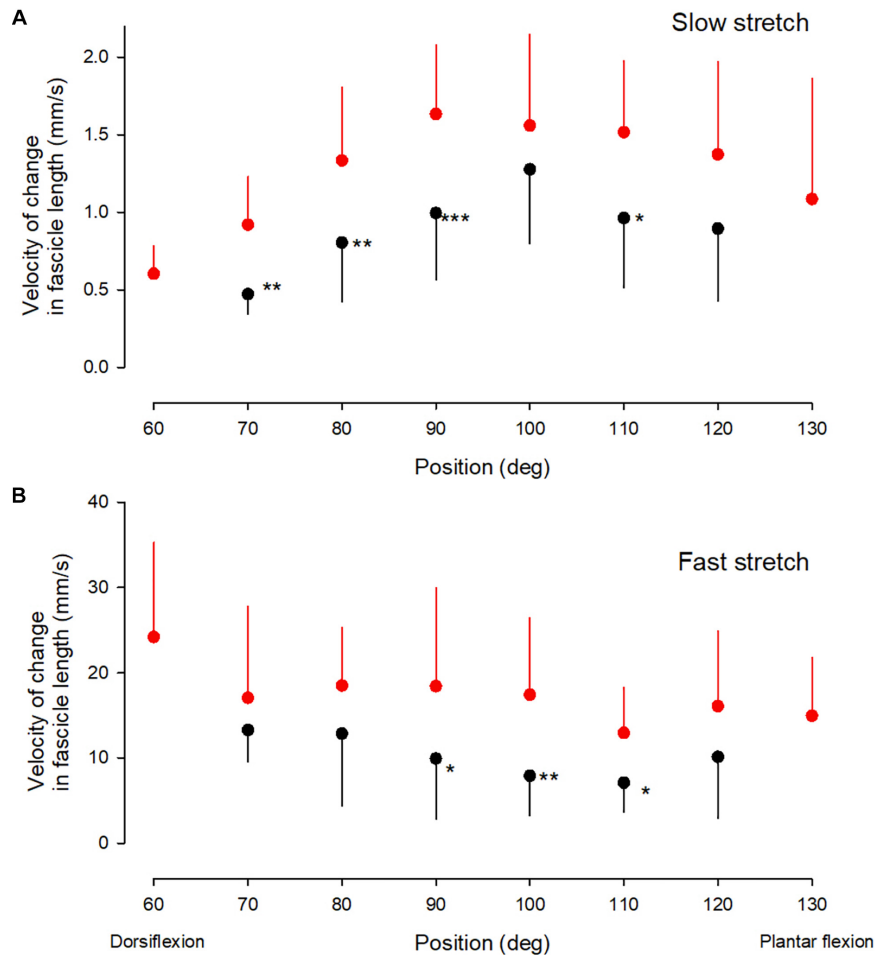 A
Slow stretch
Velocity of change
in fascicle length (mm/s)
2.0
1.5
1.0
0.5
0.0
***
**
*
**
60 70 80 90 100 110 120 130
Position (deg)
B
Fast stretch
Velocity of change
in fascicle length (mm/s)
40
30
20
10
0
*
**
*
60 70 80 90 100 110 120 130
Dorsiflexion Position (deg) Plantar flexion